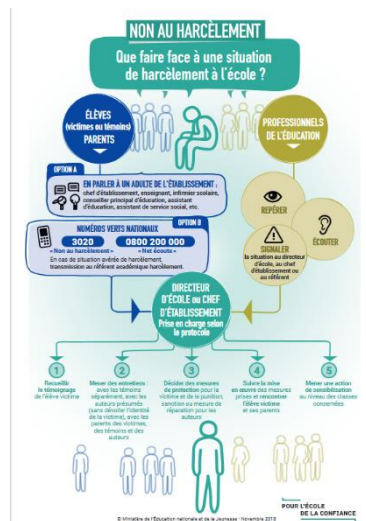 NON AU HARCÈLEMENT
Que faire face à une situation
de harcèlement à l'école ?
ÉLÈVES
(victimes ou témoins)
PARENTS
PROFESSIONNELS
DE L'ÉDUCATION
OPTION A
EN PARLER À UN ADULTE DE L'ÉTABLISSEMENT :
chef d'établissement, enseignant, infirmier scolaire,
conseiller principal d'éducation, assistant
d'éducation, assistant de service social, etc.
OPTION B
NUMÉROS VERTS NATIONAUX
3020
0800 200 000
« Non au harcèlement »
« Net écoute »
En cas de situation avérée de harcèlement,
transmission au référent académique harcèlement.
REPÉRER
ÉCOUTER
SIGNALER
la situation au directeur
d'école, au chef
d'établissement ou
au référent
DIRECTEUR
D'ÉCOLE OU CHEF
D'ÉTABLISSEMENT
Prise en charge selon
le protocole
1
Recueillir
le témoignage
de l'élève victime
2
Mener des entretiens :
avec les témoins
séparément, avec les
auteurs présumés
(sans dévoiler l'identité
de la victime), avec les
parents des victimes,
des témoins et des
auteurs
3
Décider des mesures
de protection pour la
victime et de la punition,
sanction ou mesure de
réparation pour les
auteurs
4
Suivre la mise
en œuvre des mesures
prises et rencontrer
l'élève victime
et ses parents
5
Mener une action
de sensibilisation
au niveau des classes
concernées.
POUR L'ÉCOLE
DE LA CONFIANCE
© Ministère de l'Éducation nationale et de la Jeunesse - Novembre 2018